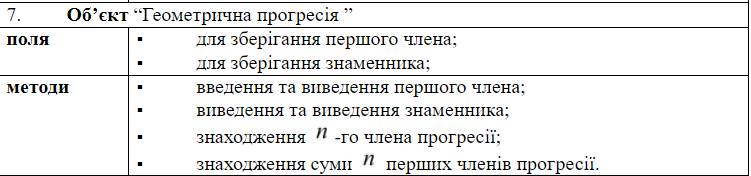 7. Об’єкт “Геометрична прогресія ”
поля
▪ для зберігання першого члена;
▪ для зберігання знаменника;
методи
▪ введення та виведення першого члена;
▪ виведення та виведення знаменника;
▪ знаходження n -го члена прогресії;
▪ знаходження суми n перших членів прогресії.